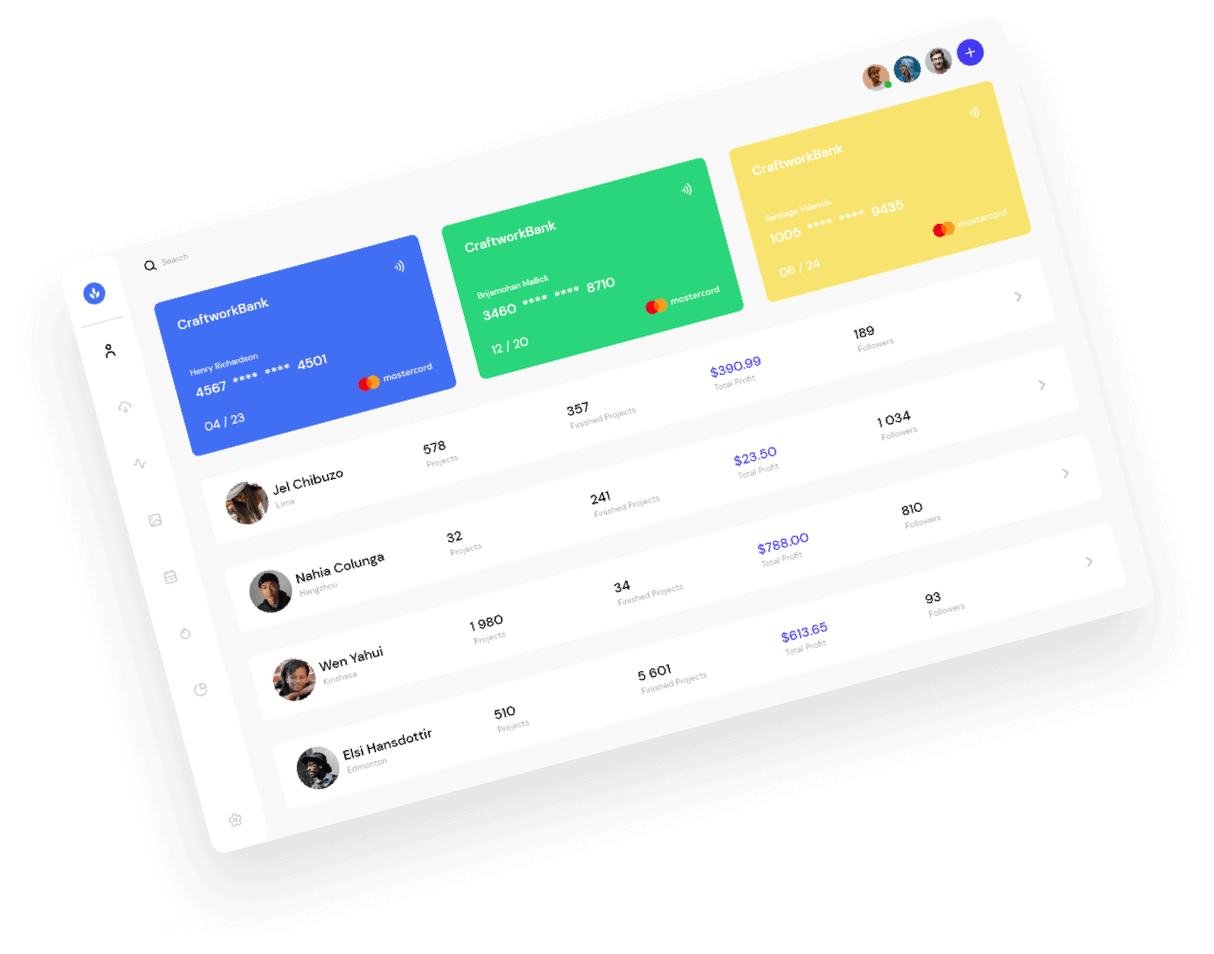 Search
CraftworkBank
Henry Richardson
4567 **** **** 4501
04 / 23
mastercard
CraftworkBank
Brijamohan Mallick
3460 **** **** 8710
12 / 20
mastercard
CraftworkBank
Santiago Valentín
1005 **** **** 9435
06 / 24
mastercard
Jel Chibuzo
Lima
578
Projects
357
Finished Projects
$390.99
Total Profit
189
Followers
Nahia Colunga
Hangzhou
32
Projects
241
Finished Projects
$23.50
Total Profit
1 034
Followers
Wen Yahui
Kinshasa
1 980
Projects
34
Finished Projects
$788.00
Total Profit
810
Followers
Elsi Hansdottir
Edmonton
510
Projects
5 601
Finished Projects
$613.65
Total Profit
93
Followers